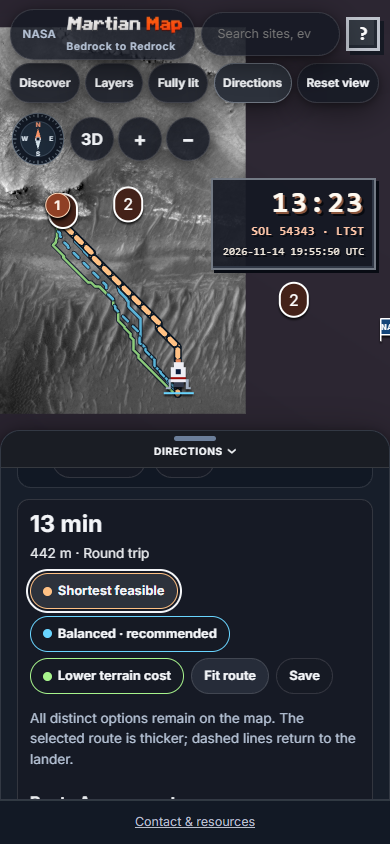 NASA
Martian Map
Bedrock to Redrock
Search sites, ev
?
Discover
Layers
Fully lit
Directions
Reset view
N
W E
S
3D
+
−
1
2
13:23
SOL 54343 · LTST
2026-11-14 19:55:50 UTC
2
NA
DIRECTIONS
13 min
442 m · Round trip
Shortest feasible
Balanced · recommended
Lower terrain cost
Fit route
Save
All distinct options remain on the map. The
selected route is thicker; dashed lines return to the
lander.
Contact & resources